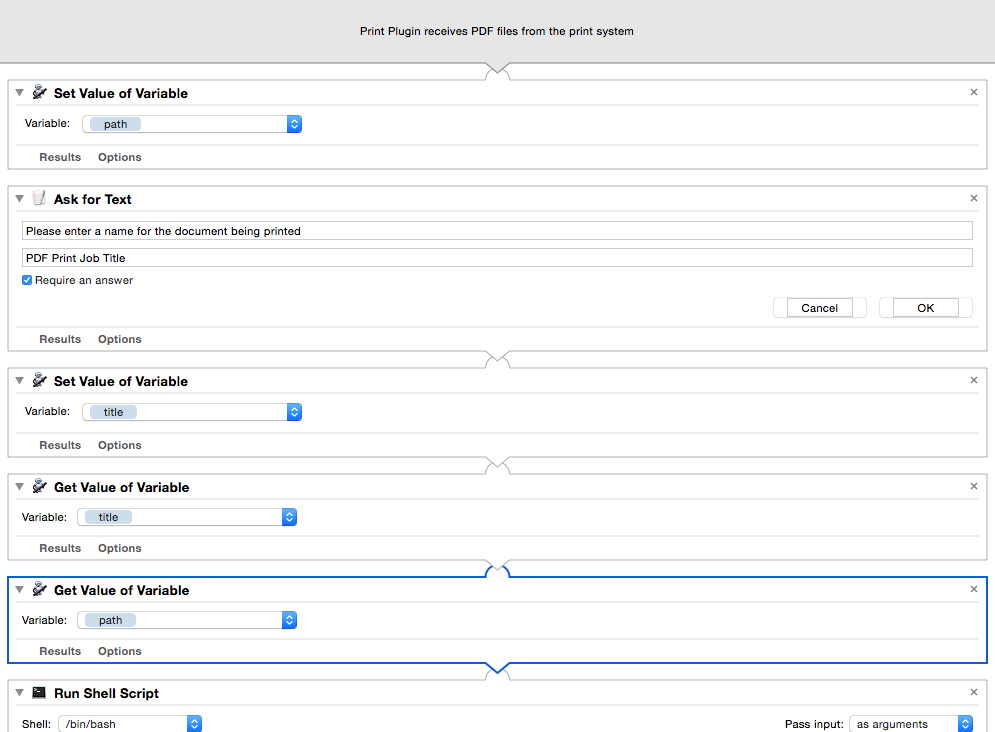 Print Plugin receives PDF files from the print system
Set Value of Variable
Variable: path
Results Options
Ask for Text
Please enter a name for the document being printed
PDF Print Job Title
Require an answer
Cancel OK
Results Options
Set Value of Variable
Variable: title
Results Options
Get Value of Variable
Variable: title
Results Options
Get Value of Variable
Variable: path
Results Options
Run Shell Script
Shell: /bin/bash Pass input: as arguments